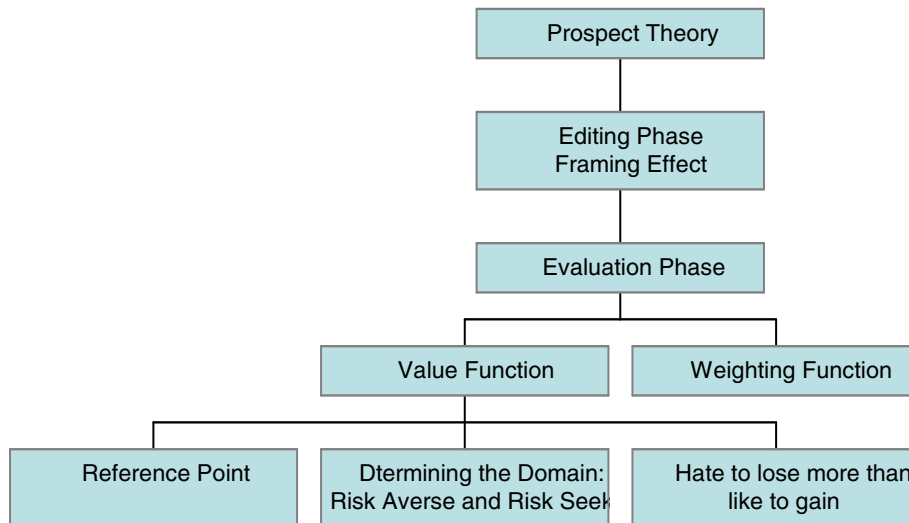 Prospect Theory
Editing Phase
Framing Effect
Evaluation Phase
Value Function
Weighting Function
Reference Point
Dtermining the Domain:
Risk Averse and Risk Seek
Hate to lose more than
like to gain